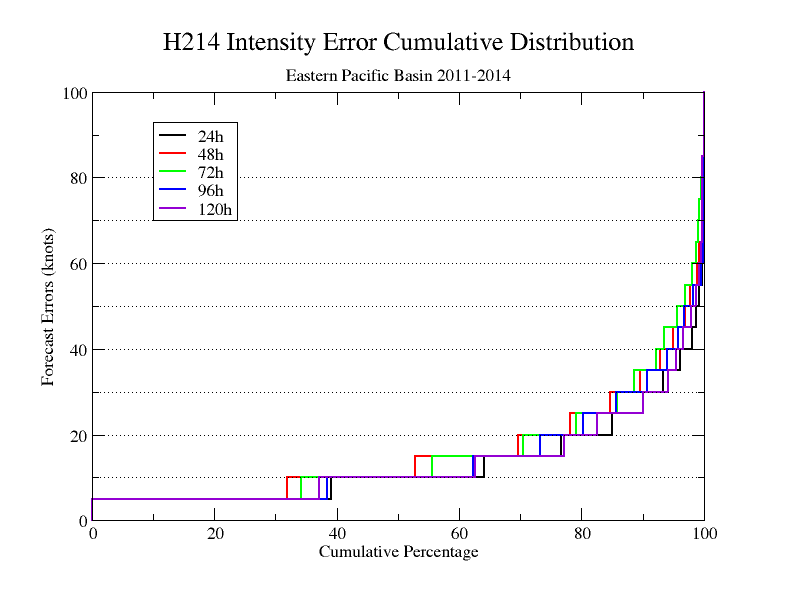 H214 Intensity Error Cumulative Distribution
Eastern Pacific Basin 2011-2014
100
80
60
40
20
0
Forecast Errors (knots)
24h
48h
72h
96h
120h
0 20 40 60 80 100
Cumulative Percentage